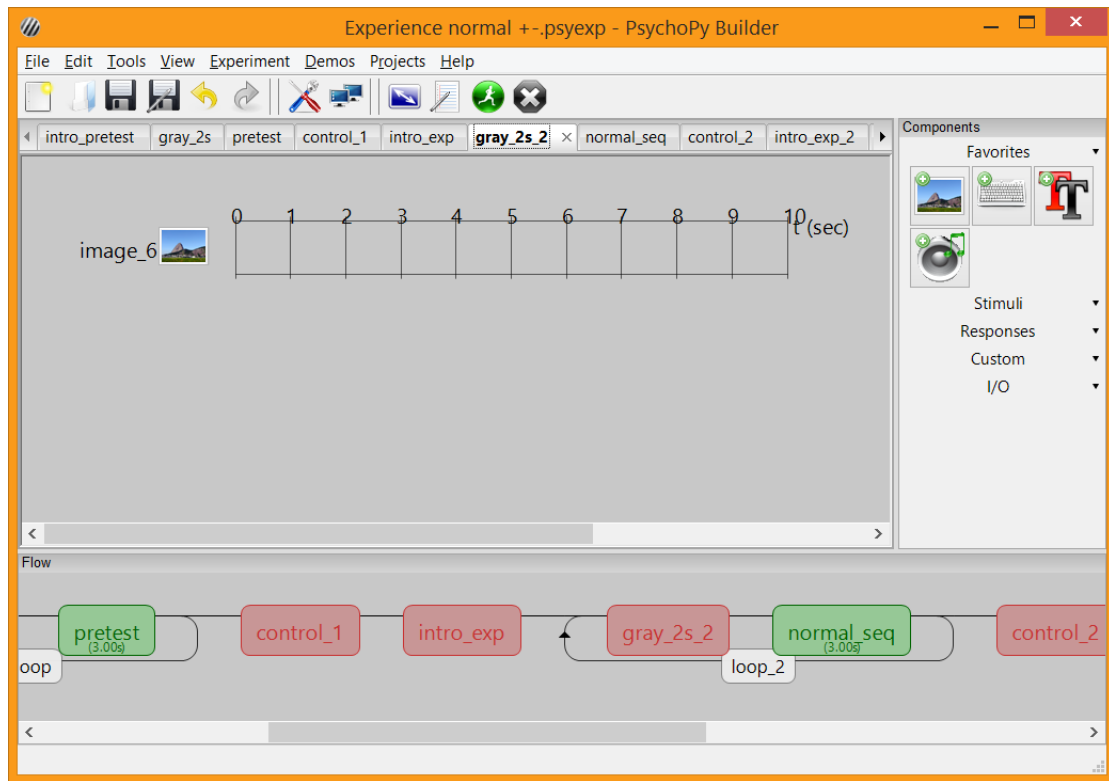 Experience normal +-.psyexp - PsychoPy Builder
File Edit Tools View Experiment Demos Projects Help
intro_pretest gray_2s pretest control_1 intro_exp gray_2s_2 normal_seq control_2 intro_exp_2
Components
Favorites
0 1 2 3 4 5 6 7 8 9 10 t (sec)
image_6
Stimuli
Responses
Custom
I/O
Flow
pretest control_1 intro_exp gray_2s_2 normal_seq control_2
(3.00s) (3.00s)
oop loop_2